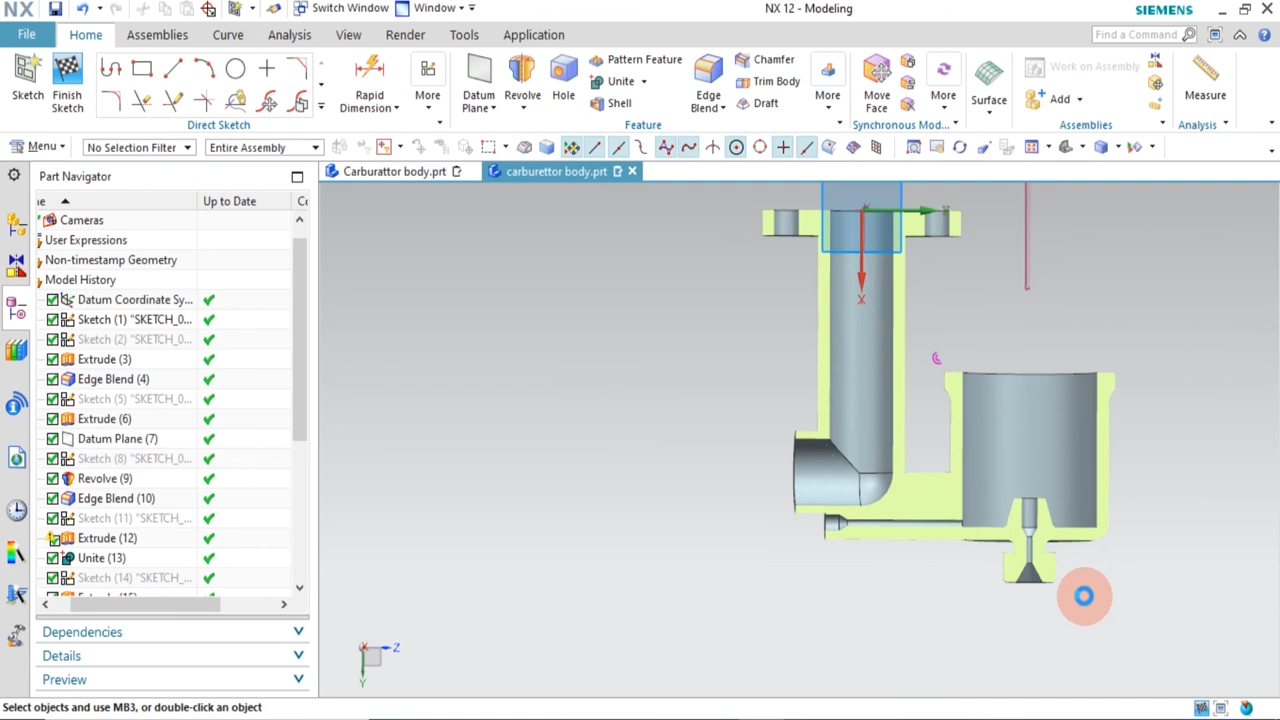 NX
Switch Window
Window
NX 12 - Modeling
SIEMENS
File
Home
Assemblies
Curve
Analysis
View
Render
Tools
Application
Find a Command
Sketch
Finish
Sketch
Direct Sketch
Rapid
Dimension
More
Datum
Plane
Revolve
Hole
Pattern Feature
Unite
Shell
Edge
Blend
Chamfer
Trim Body
Draft
More
Feature
Move
Face
More
Synchronous Mod...
Surface
Work on Assembly
Add
Assemblies
Measure
Analysis
Menu
No Selection Filter
Entire Assembly
Carburattor body.prt
carburettor body.prt
Part Navigator
Up to Date
Cameras
User Expressions
Non-timestamp Geometry
Model History
Datum Coordinate Sy...
Sketch (1) "SKETCH_0...
Sketch (2) "SKETCH_0...
Extrude (3)
Edge Blend (4)
Sketch (5) "SKETCH_0...
Extrude (6)
Datum Plane (7)
Sketch (8) "SKETCH_0...
Revolve (9)
Edge Blend (10)
Sketch (11) "SKETCH_...
Extrude (12)
Unite (13)
Sketch (14) "SKETCH_...
Dependencies
Details
Preview
X
X
Z
Y
Select objects and use MB3, or double-click an object